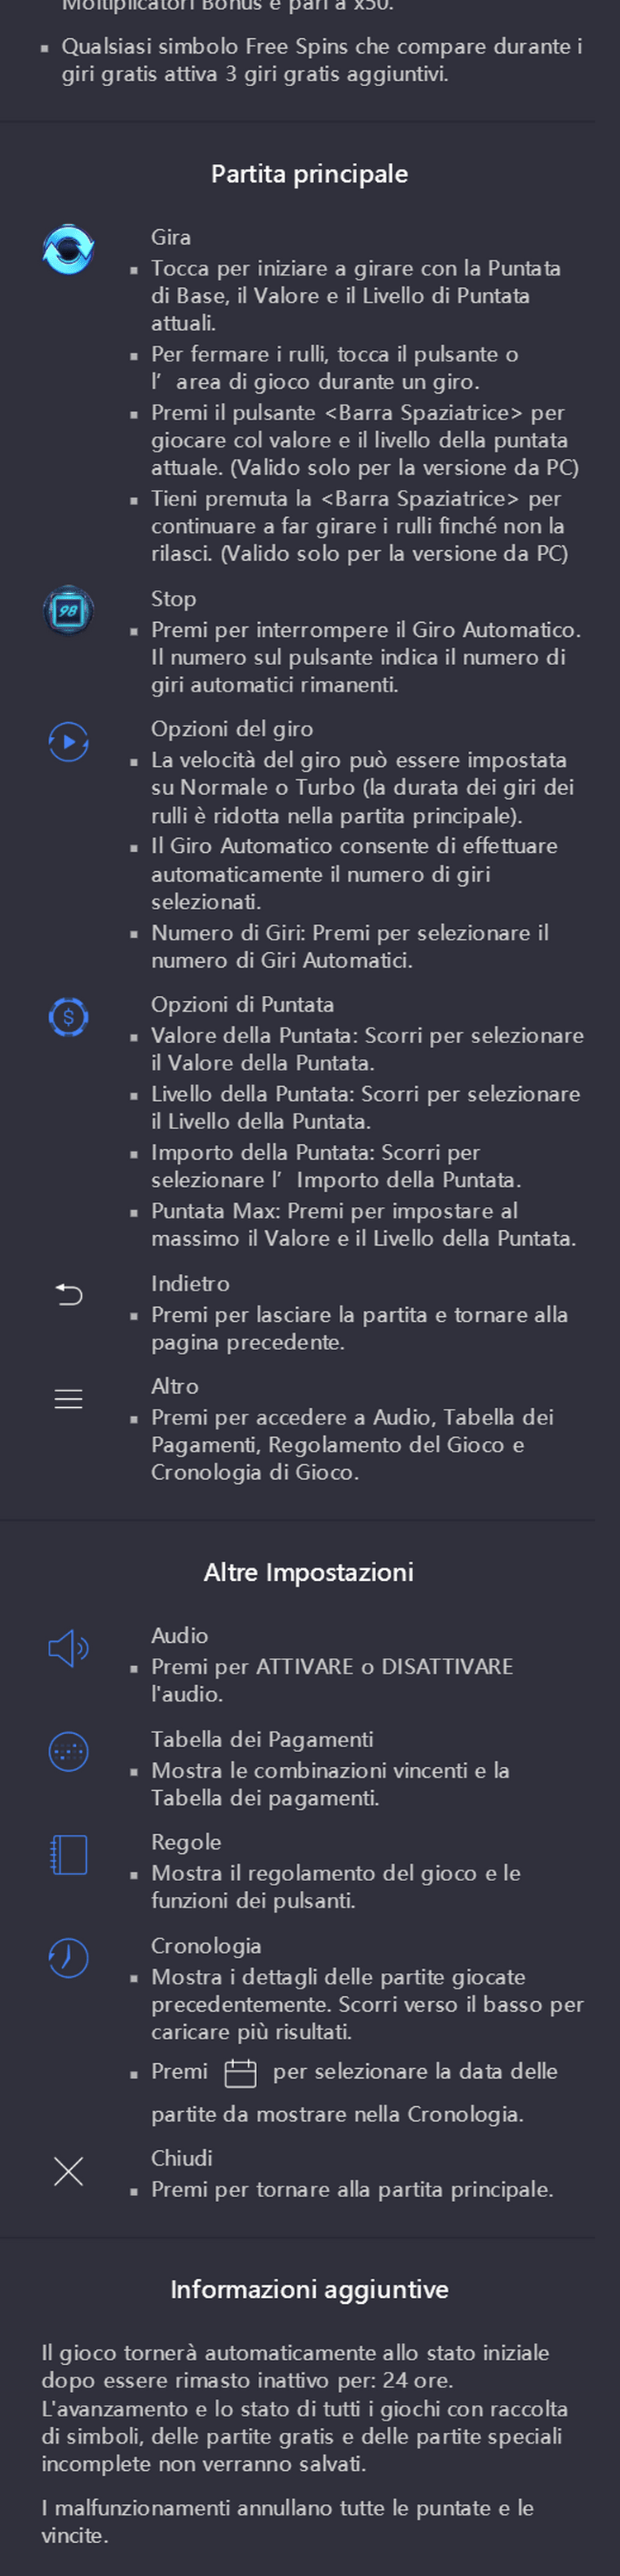 Moltiplicatori Bonus è pari a x50.
Qualsiasi simbolo Free Spins che compare durante i
giri gratis attiva 3 giri gratis aggiuntivi.
Partita principale
Gira
Tocca per iniziare a girare con la Puntata
di Base, il Valore e il Livello di Puntata
attuali.
Per fermare i rulli, tocca il pulsante o
l’area di gioco durante un giro.
Premi il pulsante <Barra Spaziatrice> per
giocare col valore e il livello della puntata
attuale. (Valido solo per la versione da PC)
Tieni premuta la <Barra Spaziatrice> per
continuare a far girare i rulli finché non la
rilasci. (Valido solo per la versione da PC)
98
Stop
Premi per interrompere il Giro Automatico.
Il numero sul pulsante indica il numero di
giri automatici rimanenti.
Opzioni del giro
La velocità del giro può essere impostata
su Normale o Turbo (la durata dei giri dei
rulli è ridotta nella partita principale).
Il Giro Automatico consente di effettuare
automaticamente il numero di giri
selezionati.
Numero di Giri: Premi per selezionare il
numero di Giri Automatici.
$
Opzioni di Puntata
Valore della Puntata: Scorri per selezionare
il Valore della Puntata.
Livello della Puntata: Scorri per selezionare
il Livello della Puntata.
Importo della Puntata: Scorri per
selezionare l’Importo della Puntata.
Puntata Max: Premi per impostare al
massimo il Valore e il Livello della Puntata.
Indietro
Premi per lasciare la partita e tornare alla
pagina precedente.
Altro
Premi per accedere a Audio, Tabella dei
Pagamenti, Regolamento del Gioco e
Cronologia di Gioco.
Altre Impostazioni
Audio
Premi per ATTIVARE o DISATTIVARE
l'audio.
Tabella dei Pagamenti
Mostra le combinazioni vincenti e la
Tabella dei pagamenti.
Regole
Mostra il regolamento del gioco e le
funzioni dei pulsanti.
Cronologia
Mostra i dettagli delle partite giocate
precedentemente. Scorri verso il basso per
caricare più risultati.
Premi per selezionare la data delle
partite da mostrare nella Cronologia.
Chiudi
Premi per tornare alla partita principale.
Informazioni aggiuntive
Il gioco tornerà automaticamente allo stato iniziale
dopo essere rimasto inattivo per: 24 ore.
L'avanzamento e lo stato di tutti i giochi con raccolta
di simboli, delle partite gratis e delle partite speciali
incomplete non verranno salvati.
I malfunzionamenti annullano tutte le puntate e le
vincite.